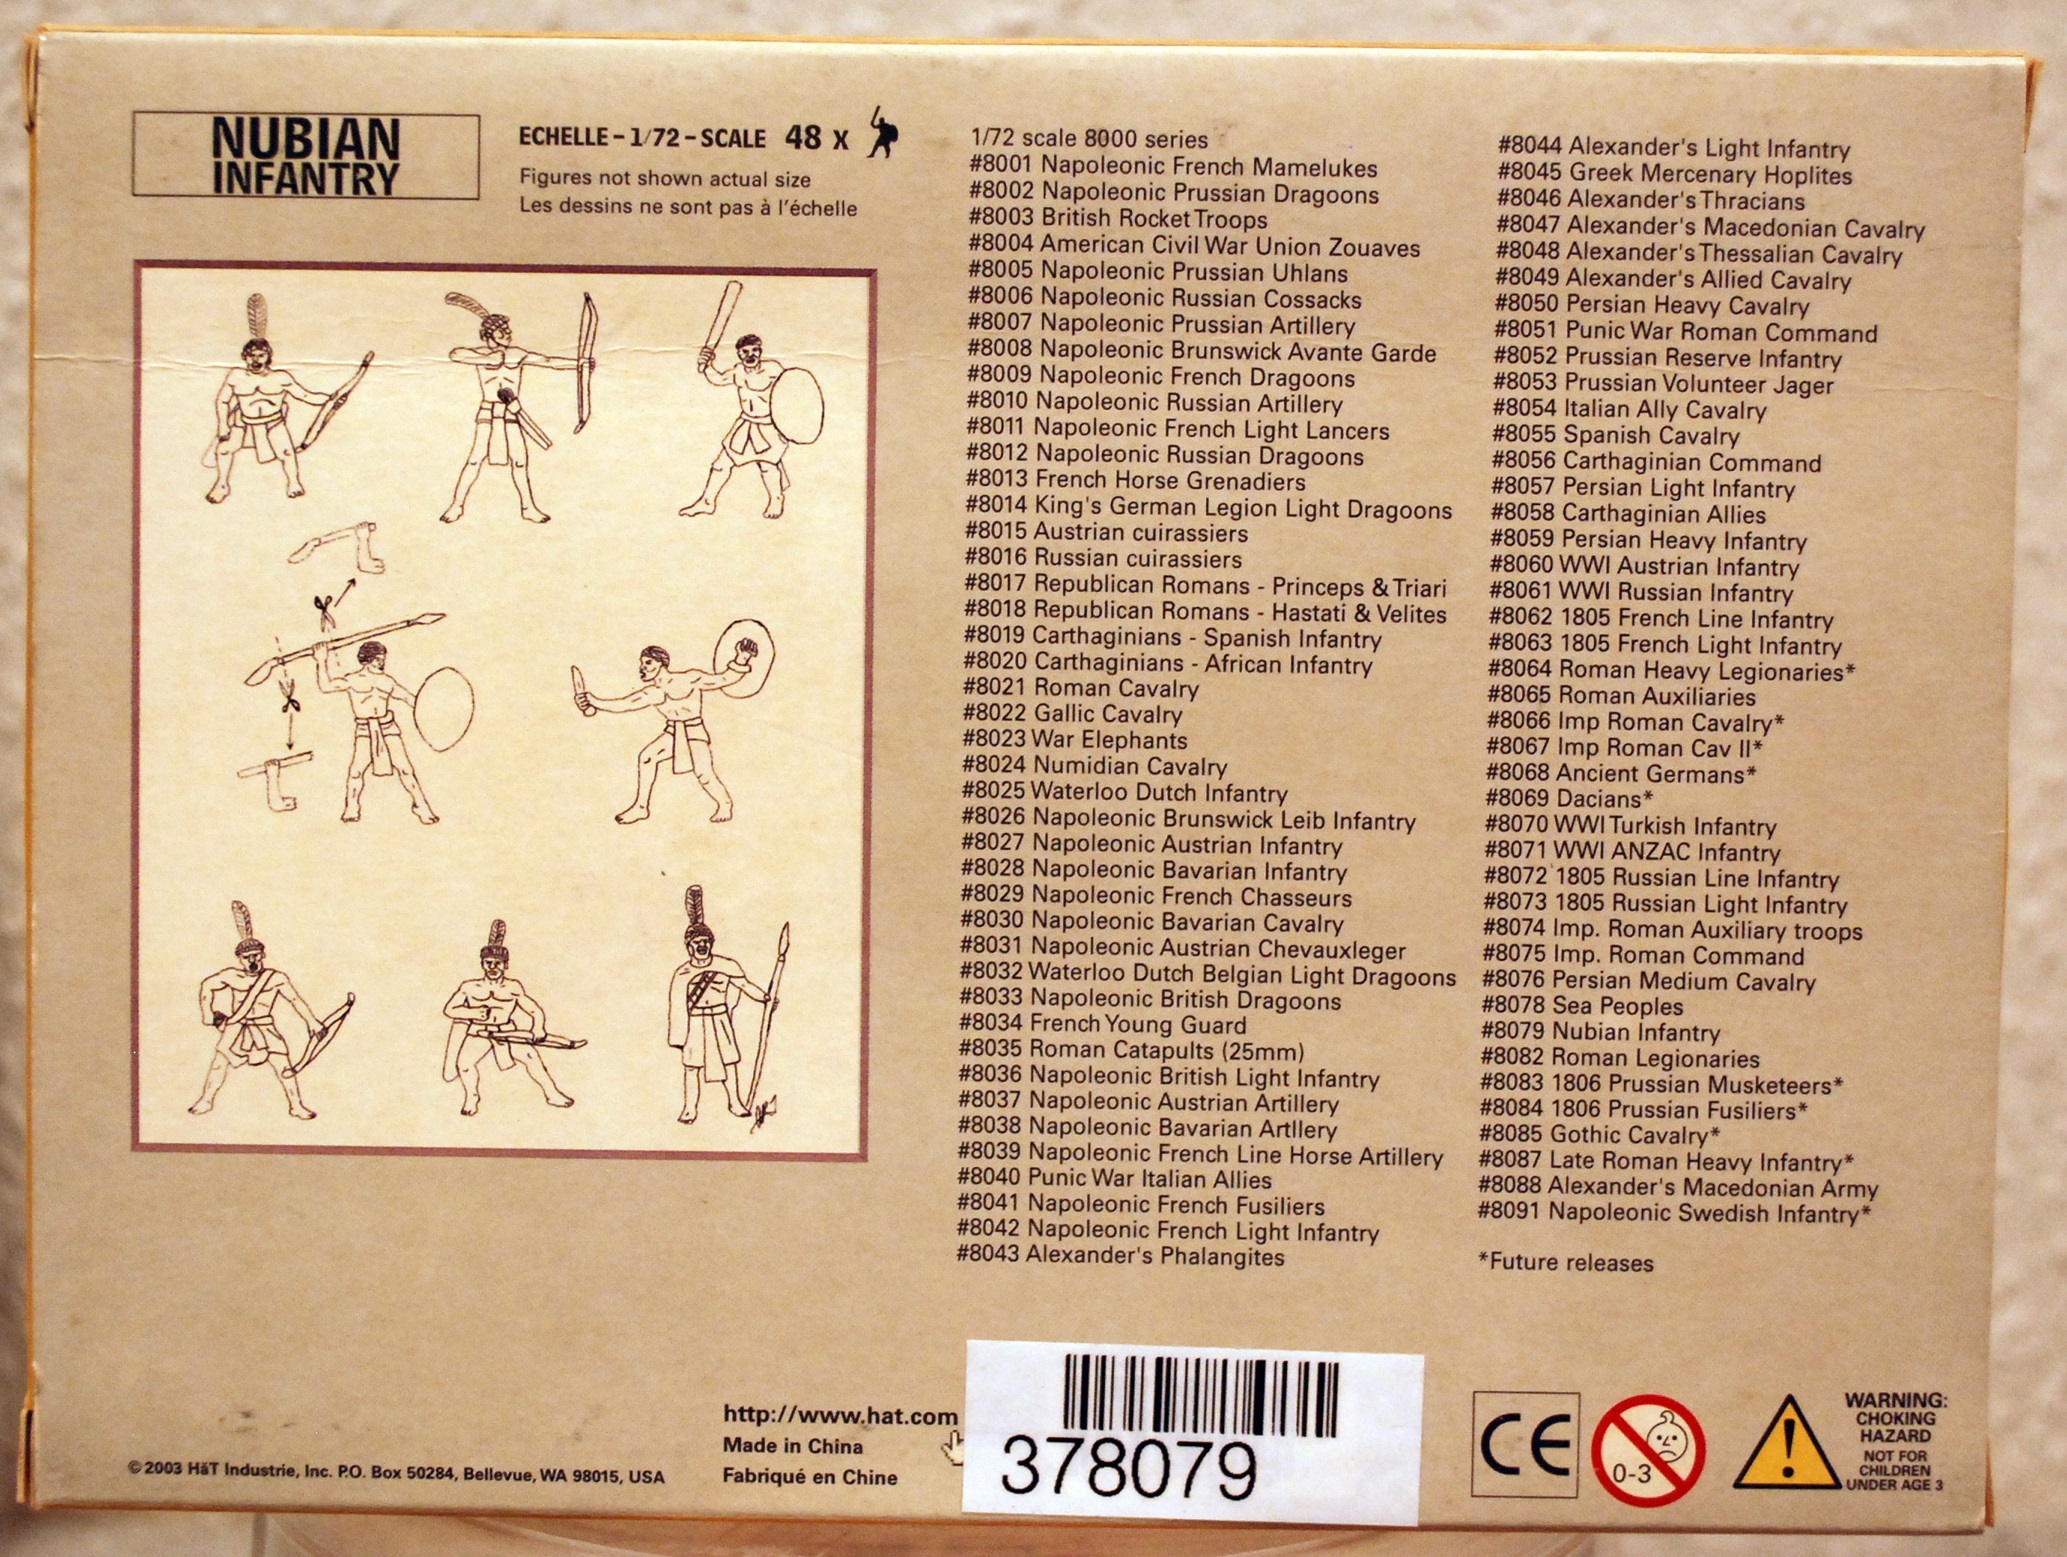 NUBIAN
INFANTRY
ECHELLE – 1/72 – SCALE 48 X
Figures not shown actual size
Les dessins ne sont pas à l'échelle
1/72 scale 8000 series
#8001 Napoleonic French Mamelukes
#8002 Napoleonic Prussian Dragoons
#8003 British Rocket Troops
#8004 American Civil War Union Zouaves
#8005 Napoleonic Prussian Uhlans
#8006 Napoleonic Russian Cossacks
#8007 Napoleonic Prussian Artillery
#8008 Napoleonic Brunswick Avante Garde
#8009 Napoleonic French Dragoons
#8010 Napoleonic Russian Artillery
#8011 Napoleonic French Light Lancers
#8012 Napoleonic Russian Dragoons
#8013 French Horse Grenadiers
#8014 King's German Legion Light Dragoons
#8015 Austrian cuirassiers
#8016 Russian cuirassiers
#8017 Republican Romans - Princeps & Triari
#8018 Republican Romans - Hastati & Velites
#8019 Carthaginians - Spanish Infantry
#8020 Carthaginians - African Infantry
#8021 Roman Cavalry
#8022 Gallic Cavalry
#8023 War Elephants
#8024 Numidian Cavalry
#8025 Waterloo Dutch Infantry
#8026 Napoleonic Brunswick Leib Infantry
#8027 Napoleonic Austrian Infantry
#8028 Napoleonic Bavarian Infantry
#8029 Napoleonic French Chasseurs
#8030 Napoleonic Bavarian Cavalry
#8031 Napoleonic Austrian Chevauxleger
#8032 Waterloo Dutch Belgian Light Dragoons
#8033 Napoleonic British Dragoons
#8034 French Young Guard
#8035 Roman Catapults (25mm)
#8036 Napoleonic British Light Infantry
#8037 Napoleonic Austrian Artillery
#8038 Napoleonic Bavarian Artllery
#8039 Napoleonic French Line Horse Artillery
#8040 Punic War Italian Allies
#8041 Napoleonic French Fusiliers
#8042 Napoleonic French Light Infantry
#8043 Alexander's Phalangites
#8044 Alexander's Light Infantry
#8045 Greek Mercenary Hoplites
#8046 Alexander's Thracians
#8047 Alexander's Macedonian Cavalry
#8048 Alexander's Thessalian Cavalry
#8049 Alexander's Allied Cavalry
#8050 Persian Heavy Cavalry
#8051 Punic War Roman Command
#8052 Prussian Reserve Infantry
#8053 Prussian Volunteer Jager
#8054 Italian Ally Cavalry
#8055 Spanish Cavalry
#8056 Carthaginian Command
#8057 Persian Light Infantry
#8058 Carthaginian Allies
#8059 Persian Heavy Infantry
#8060 WWI Austrian Infantry
#8061 WWI Russian Infantry
#8062 1805 French Line Infantry
#8063 1805 French Light Infantry
#8064 Roman Heavy Legionaries*
#8065 Roman Auxiliaries
#8066 Imp Roman Cavalry*
#8067 Imp Roman Cav II*
#8068 Ancient Germans*
#8069 Dacians*
#8070 WWI Turkish Infantry
#8071 WWI ANZAC Infantry
#8072 1805 Russian Line Infantry
#8073 1805 Russian Light Infantry
#8074 Imp. Roman Auxiliary troops
#8075 Imp. Roman Command
#8076 Persian Medium Cavalry
#8078 Sea Peoples
#8079 Nubian Infantry
#8082 Roman Legionaries
#8083 1806 Prussian Musketeers*
#8084 1806 Prussian Fusiliers*
#8085 Gothic Cavalry*
#8087 Late Roman Heavy Infantry*
#8088 Alexander's Macedonian Army
#8091 Napoleonic Swedish Infantry*
*Future releases
©2003 HäT Industrie, Inc. P.O. Box 50284, Bellevue, WA 98015, USA
http://www.hat.com
Made in China
Fabriqué en Chine
378079
CE
0-3
WARNING:
CHOKING
HAZARD
NOT FOR
CHILDREN
UNDER AGE 3